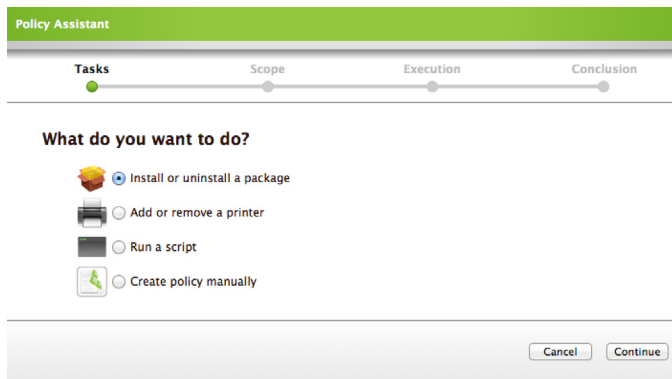 Policy Assistant
Tasks Scope Execution Conclusion
What do you want to do?
Install or uninstall a package
Add or remove a printer
Run a script
Create policy manually
Cancel Continue